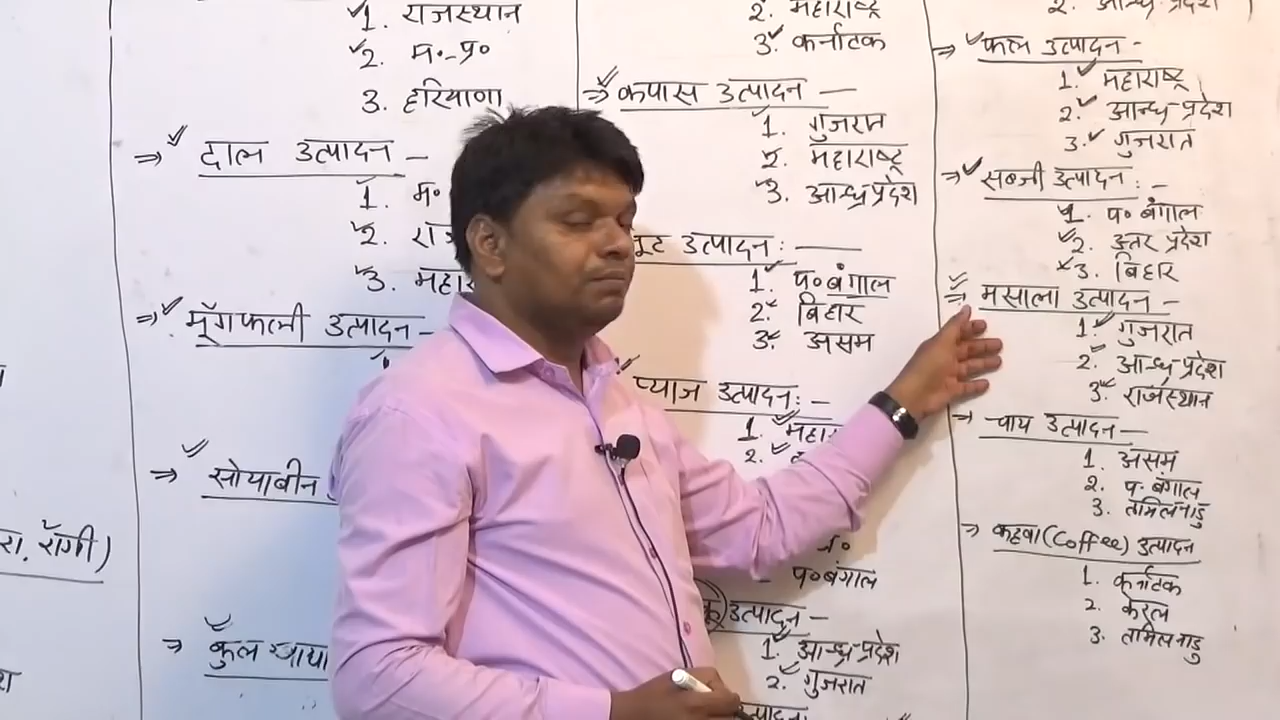 1. राजस्थान
2. म॰-प्र॰
3. हरियाणा
⇒ दाल उत्पादन –
1. म॰
2.
3.
⇒ मूँगफली उत्पादन –
⇒ सोयाबीन
रॉगी)
⇒ कुल
2. महाराष्ट्र
3. कर्नाटक
⇒ कपास उत्पादन —
1. गुजरात
2. महाराष्ट्र
3. आन्ध्रप्रदेश
उत्पादन: —
1. प॰ बंगाल
2. बिहार
3. असम
प्याज उत्पादन: –
1.
2.
प॰ बंगाल
उत्पादन –
1. आन्ध्र-प्रदेश
2. गुजरात
उत्पादन:
2. आन्ध्र-प्रदेश
⇒ फल उत्पादन –
1. महाराष्ट्र
2. आन्ध्र-प्रदेश
3. गुजरात
⇒ सब्जी उत्पादन: –
1. प॰ बंगाल
2. उत्तर प्रदेश
3. बिहार
⇒ मसाला उत्पादन –
1. गुजरात
2. आन्ध्र-प्रदेश
3. राजस्थान
⇒ चाय उत्पादन —
1. असम
2. प॰ बंगाल
3. तमिलनाडु
⇒ कहवा (Coffee) उत्पादन
1. कर्नाटक
2. केरल
3. तमिलनाडु